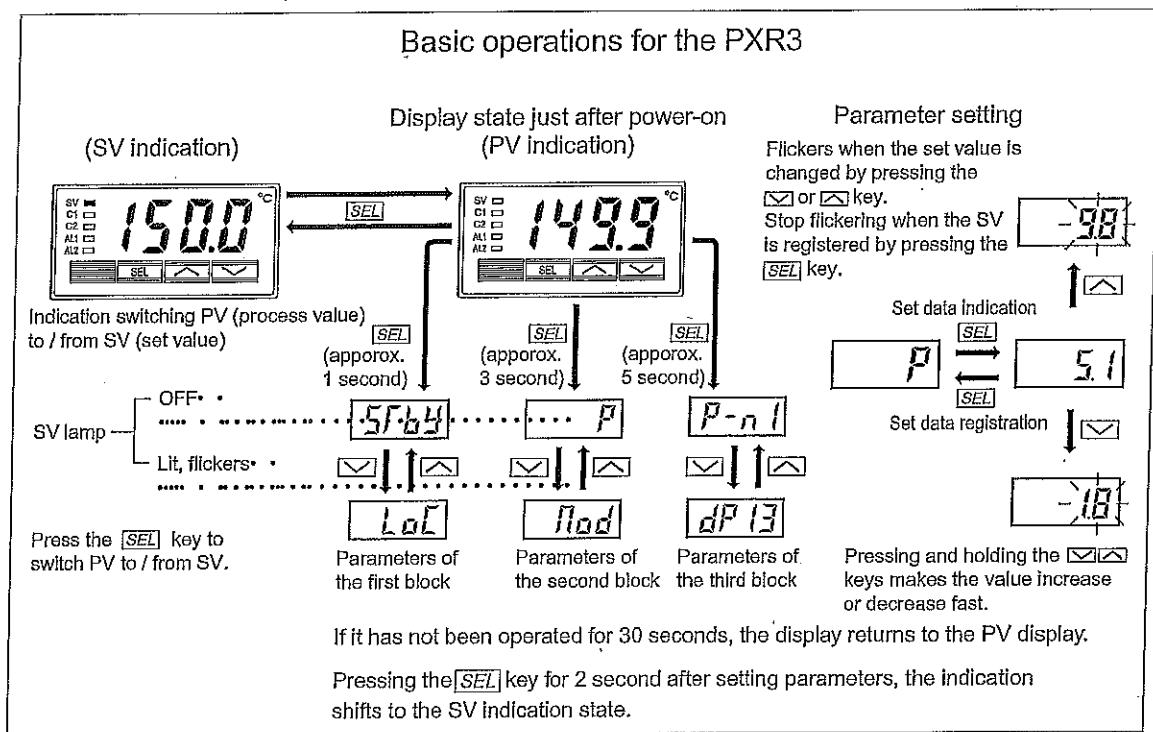 Basic operations for the PXR3
(SV indication)
SV
C1
C2
AL1
AL2
150.0
°C
SEL
Indication switching PV (process value)
to / from SV (set value)
SEL
Display state just after power-on
(PV indication)
SV
C1
C2
AL1
AL2
149.9
°C
SEL
SEL
(apporox.
1 second)
SEL
(apporox.
3 second)
SEL
(apporox.
5 second)
SV lamp
OFF
Lit, flickers
STby
P
P-n1
LoC
Mod
dP13
Parameters of
the first block
Parameters of
the second block
Parameters of
the third block
Press the SEL key to
switch PV to / from SV.
Parameter setting
Flickers when the set value is
changed by pressing the
or key.
Stop flickering when the SV
is registered by pressing the
SEL key.
9.8
Set data indication
SEL
P
5.1
SEL
Set data registration
1.8
Pressing and holding the
keys makes the value increase
or decrease fast.
If it has not been operated for 30 seconds, the display returns to the PV display.
Pressing the SEL key for 2 second after setting parameters, the indication
shifts to the SV indication state.